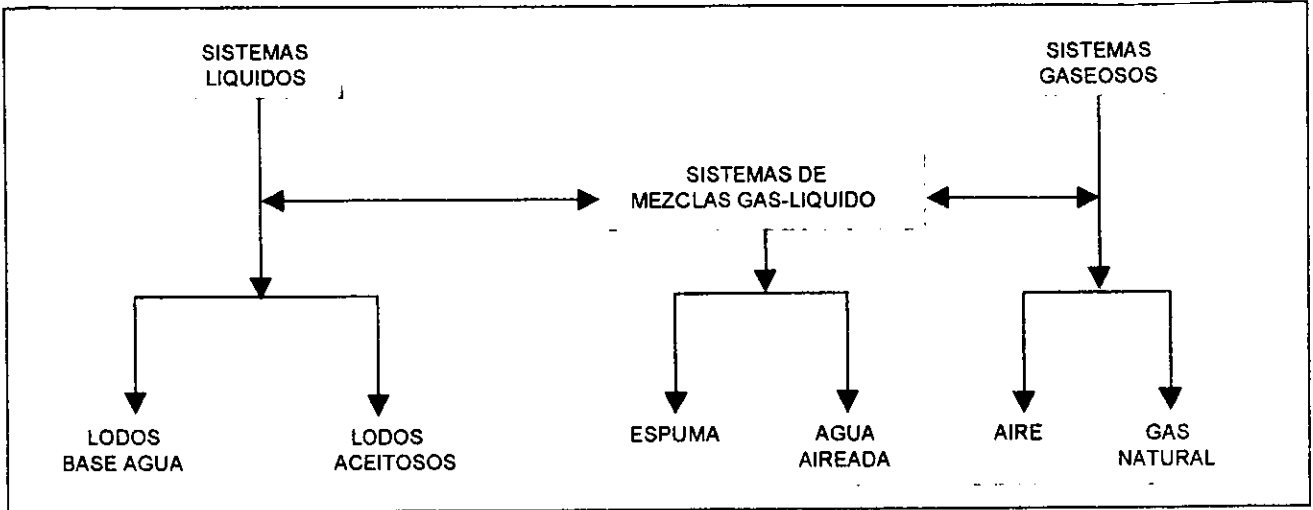 SISTEMAS
LIQUIDOS
SISTEMAS
GASEOSOS
SISTEMAS DE
MEZCLAS GAS-LIQUIDO
LODOS
BASE AGUA
LODOS
ACEITOSOS
ESPUMA
AGUA
AIREADA
AIRE
GAS
NATURAL